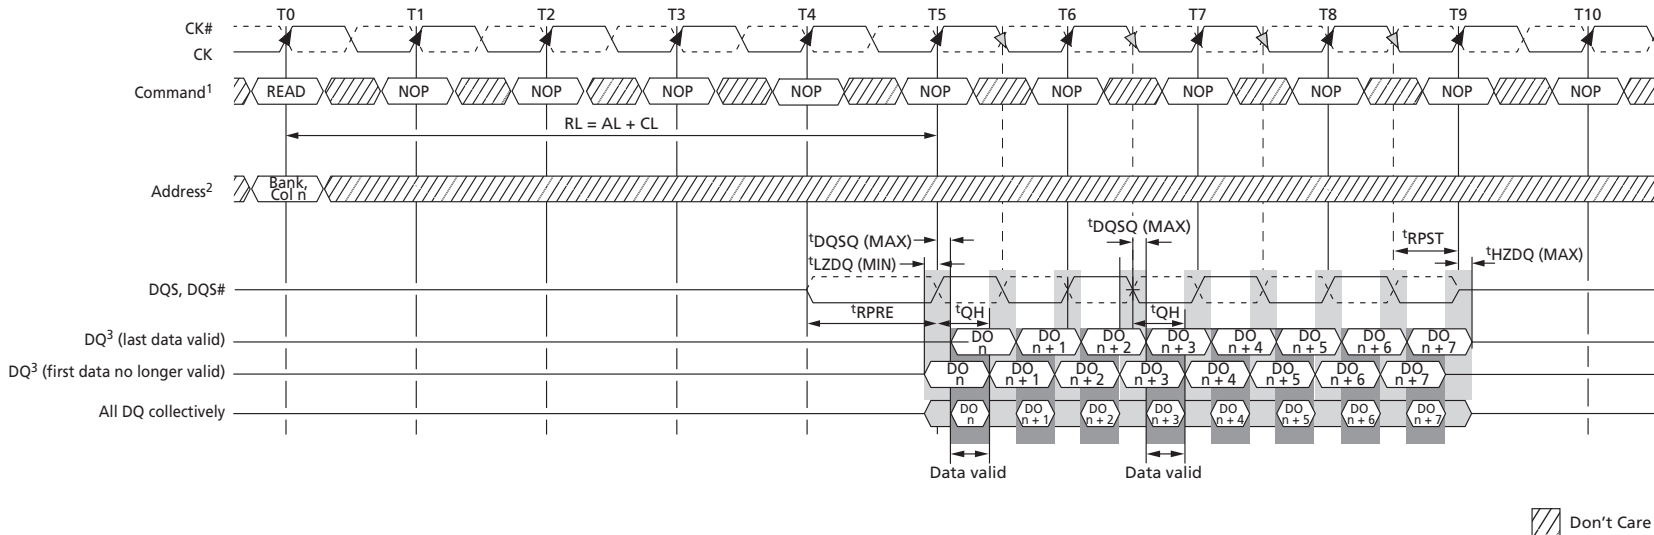 T0 T1 T2 T3 T4 T5 T6 T7 T8 T9 T10
CK#
CK
Command1 READ NOP NOP NOP NOP NOP NOP NOP NOP NOP NOP
RL = AL + CL
Address2 Bank, Col n
tDQSQ (MAX) tDQSQ (MAX) tRPST
tLZDQ (MIN) tHZDQ (MAX)
DQS, DQS#
tRPRE tQH tQH
DQ3 (last data valid) DO n DO n + 1 DO n + 2 DO n + 3 DO n + 4 DO n + 5 DO n + 6 DO n + 7
DQ3 (first data no longer valid) DO n DO n + 1 DO n + 2 DO n + 3 DO n + 4 DO n + 5 DO n + 6 DO n + 7
All DQ collectively DO n DO n + 1 DO n + 2 DO n + 3 DO n + 4 DO n + 5 DO n + 6 DO n + 7
Data valid Data valid
Don't Care